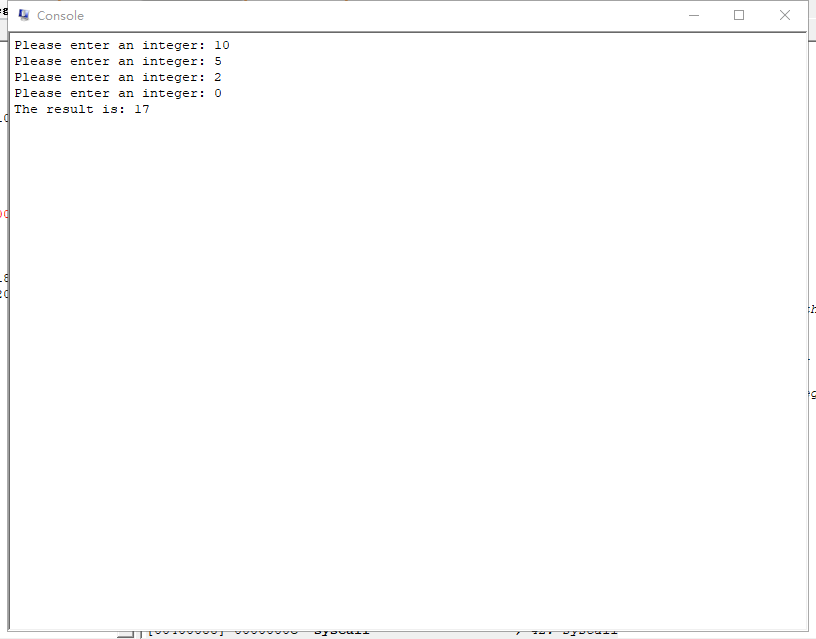 Console
Please enter an integer: 10
Please enter an integer: 5
Please enter an integer: 2
Please enter an integer: 0
The result is: 17